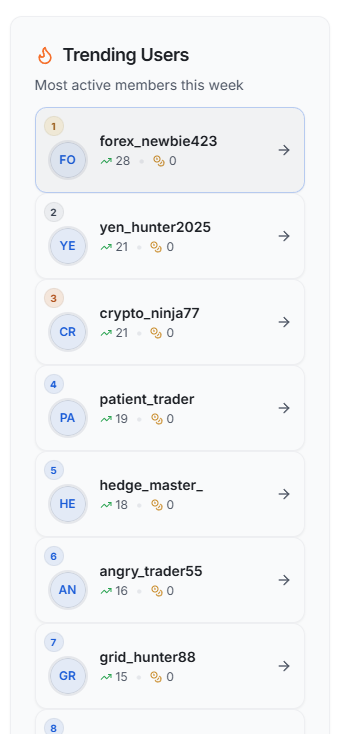 Trending Users
Most active members this week
1
FO
forex_newbie423
28 0
2
YE
yen_hunter2025
21 0
3
CR
crypto_ninja77
21 0
4
PA
patient_trader
19 0
5
HE
hedge_master_
18 0
6
AN
angry_trader55
16 0
7
GR
grid_hunter88
15 0
8